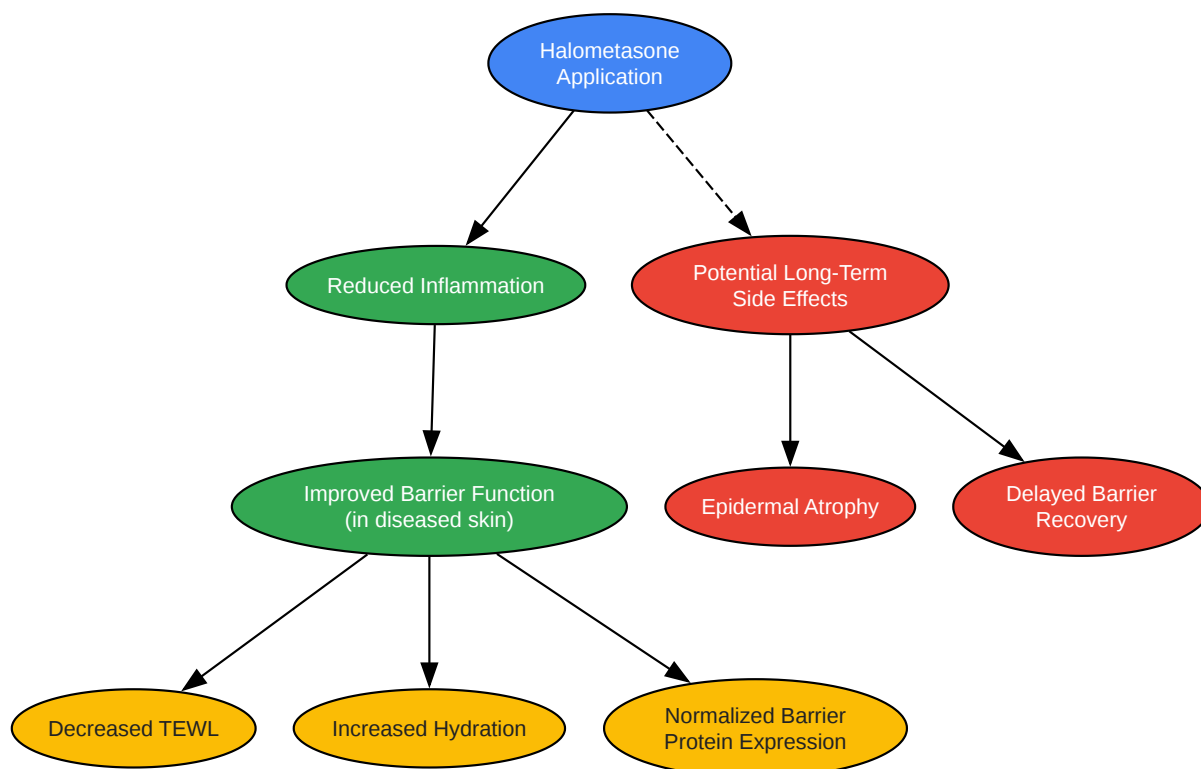 Halometasone
Application
Reduced Inflammation
Potential Long-Term
Side Effects
Improved Barrier Function
(in diseased skin)
Epidermal Atrophy
Delayed Barrier
Recovery
Decreased TEWL
Increased Hydration
Normalized Barrier
Protein Expression